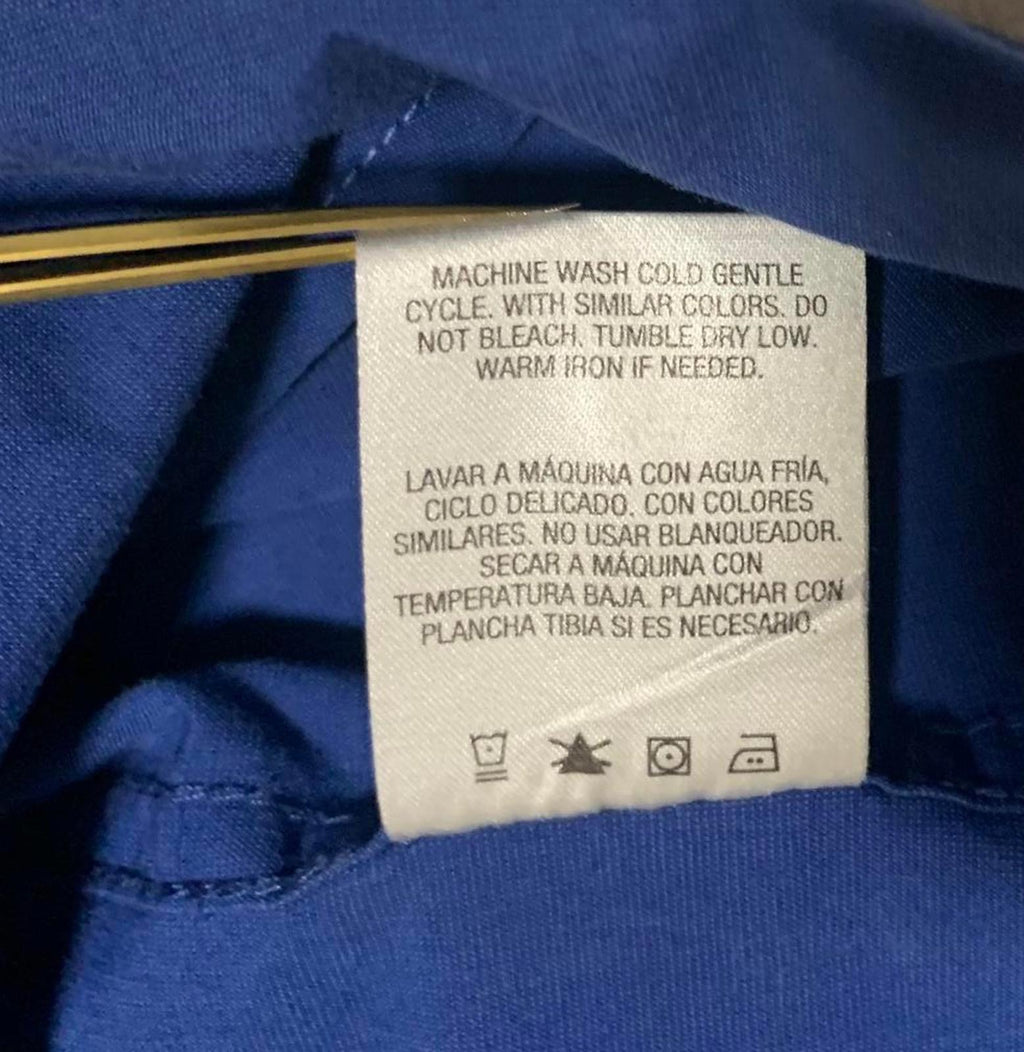 MACHINE WASH COLD GENTLE
CYCLE. WITH SIMILAR COLORS. DO
NOT BLEACH. TUMBLE DRY LOW.
WARM IRON IF NEEDED.
LAVAR A MÁQUINA CON AGUA FRÍA,
CICLO DELICADO. CON COLORES
SIMILARES. NO USAR BLANQUEADOR.
SECAR A MÁQUINA CON
TEMPERATURA BAJA. PLANCHAR CON
PLANCHA TIBIA SI ES NECESARIO.